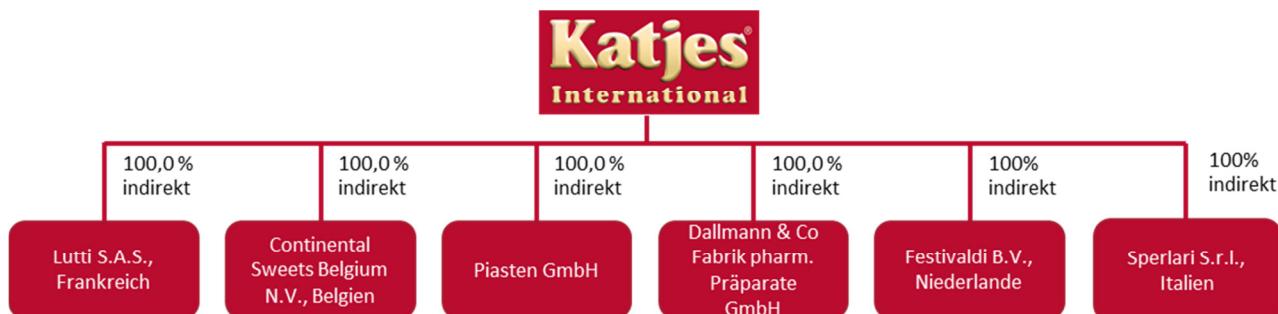 Katjes®
International
100,0 %
indirekt
100,0 %
indirekt
100,0 %
indirekt
100,0 %
indirekt
100%
indirekt
100%
indirekt
Lutti S.A.S.,
Frankreich
Continental
Sweets Belgium
N.V., Belgien
Piasten GmbH
Dallmann & Co
Fabrik pharm.
Präparate
GmbH
Festivaldi B.V.,
Niederlande
Sperlari S.r.l.,
Italien